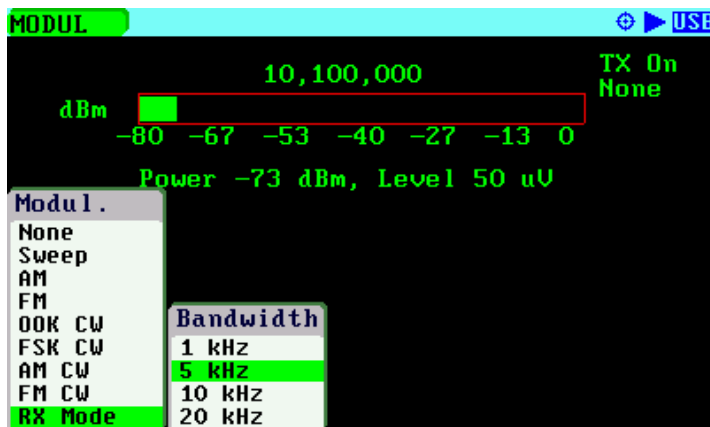 MODUL
USE
10,100,000
TX On
None
dBm
-80 -67 -53 -40 -27 -13 0
Power -73 dBm, Level 50 uV
Modul.
None
Sweep
AM
FM
OOK CW
FSK CW
AM CW
FM CW
RX Mode
Bandwidth
1 kHz
5 kHz
10 kHz
20 kHz